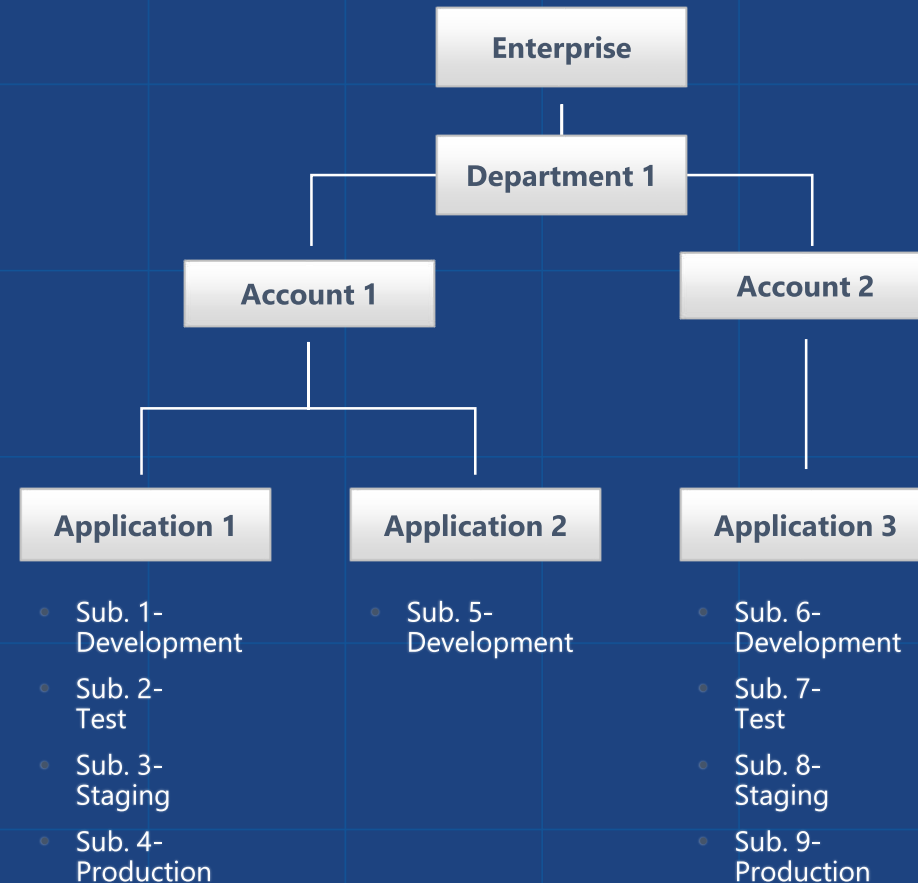 Enterprise
Department 1
Account 1
Account 2
Application 1
Application 2
Application 3
Sub. 1-
Development
Sub. 2-
Test
Sub. 3-
Staging
Sub. 4-
Production
Sub. 5-
Development
Sub. 6-
Development
Sub. 7-
Test
Sub. 8-
Staging
Sub. 9-
Production